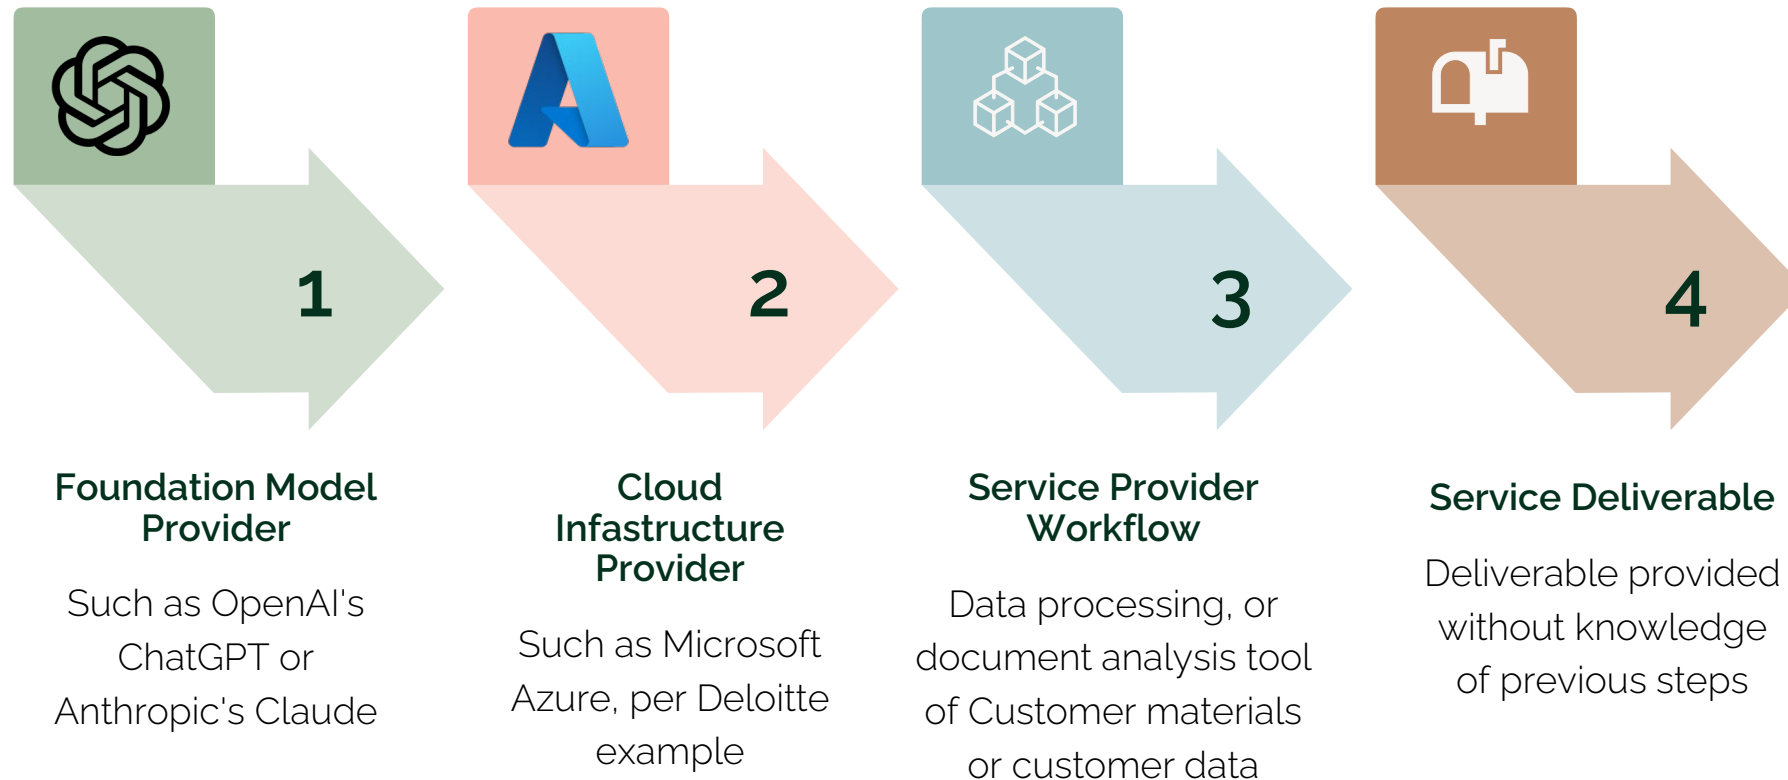 1
2
3
4
Foundation Model
Provider
Such as OpenAI's
ChatGPT or
Anthropic's Claude
Cloud
Infastructure
Provider
Such as Microsoft
Azure, per Deloitte
example
Service Provider
Workflow
Data processing, or
document analysis tool
of Customer materials
or customer data
Service Deliverable
Deliverable provided
without knowledge
of previous steps